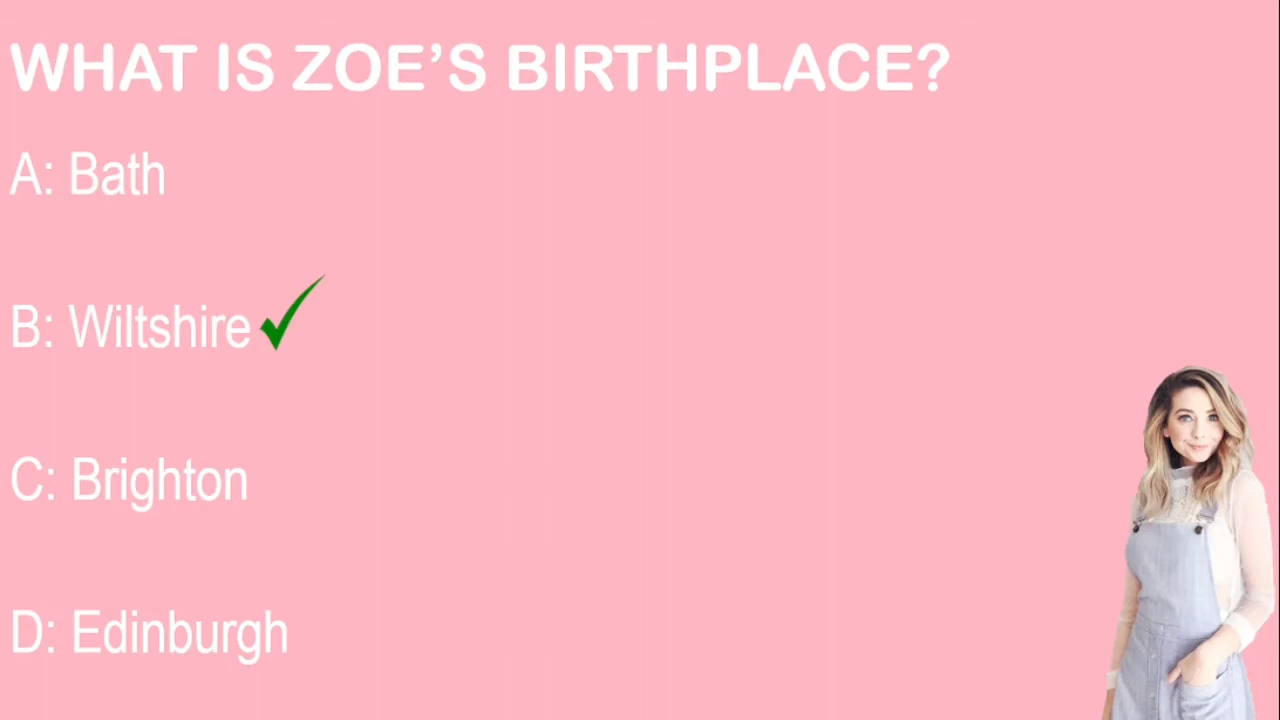 WHAT IS ZOE’S BIRTHPLACE?
A: Bath
B: Wiltshire
C: Brighton
D: Edinburgh